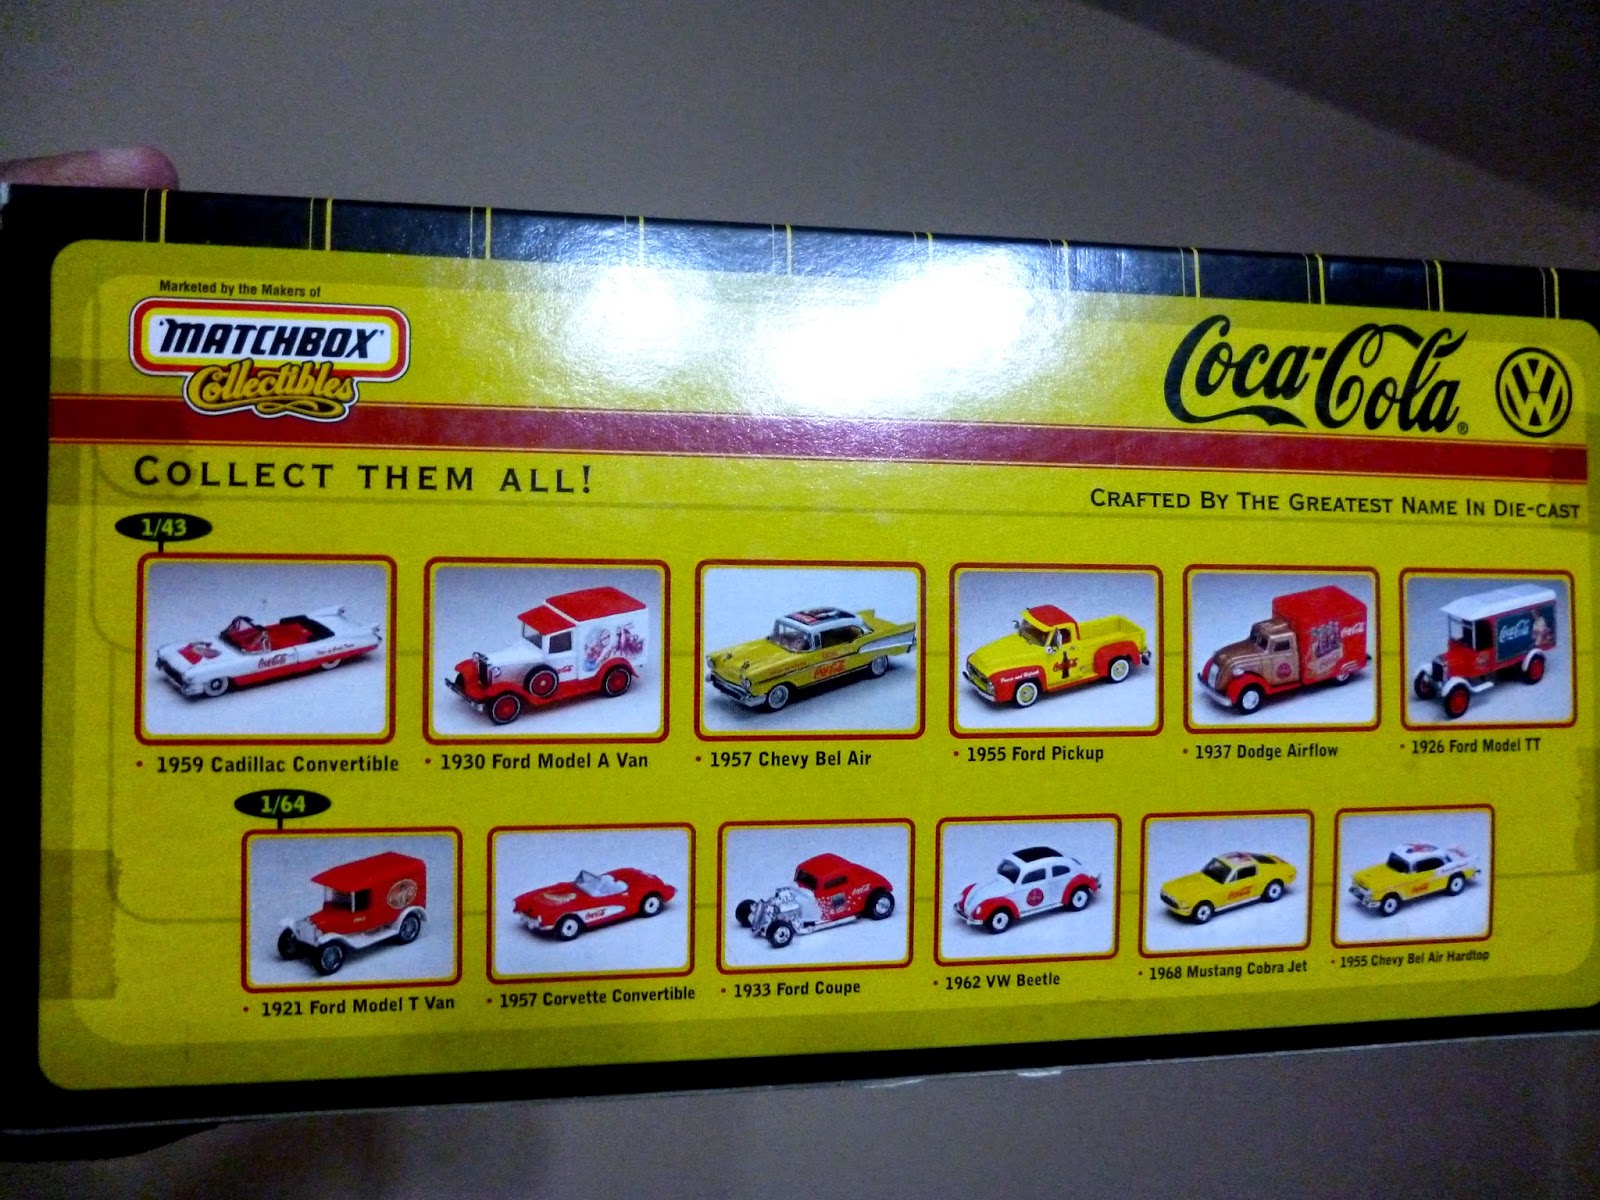 Marketed by the Makers of
'MATCHBOX'
Collectibles
Coca-Cola®
VW
COLLECT THEM ALL!
CRAFTED BY THE GREATEST NAME IN DIE-CAST
1/43
• 1959 Cadillac Convertible
• 1930 Ford Model A Van
• 1957 Chevy Bel Air
• 1955 Ford Pickup
• 1937 Dodge Airflow
• 1926 Ford Model TT
1/64
• 1921 Ford Model T Van
• 1957 Corvette Convertible
• 1933 Ford Coupe
• 1962 VW Beetle
• 1968 Mustang Cobra Jet
• 1955 Chevy Bel Air Hardtop